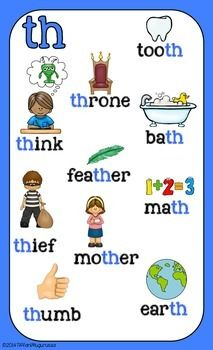 th
tooth
throne
think
bath
feather
1+2=3
math
thief
mother
thumb
earth